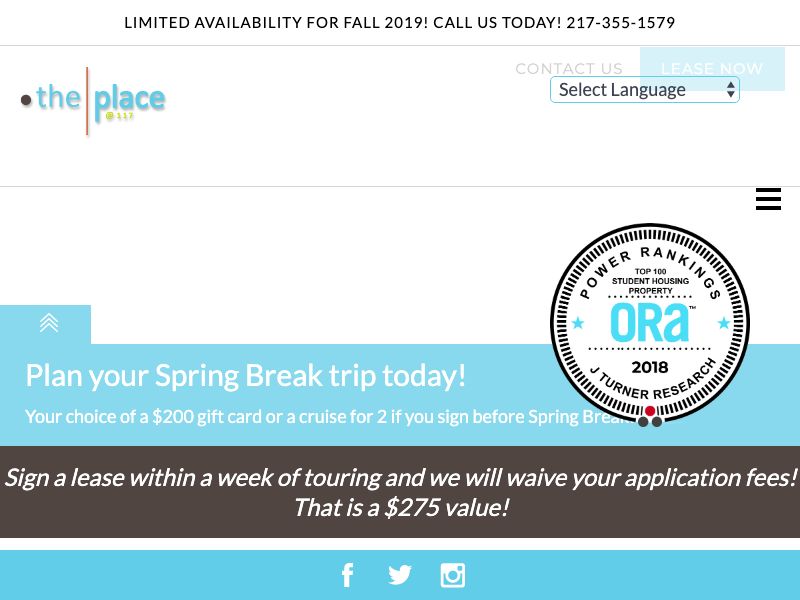 LIMITED AVAILABILITY FOR FALL 2019! CALL US TODAY! 217-355-1579
CONTACT US
LEASE NOW
Select Language
the place
@ 117
POWER RANKINGS
TOP 100
STUDENT HOUSING
PROPERTY
ORA™
2018
J TURNER RESEARCH
Plan your Spring Break trip today!
Your choice of a $200 gift card or a cruise for 2 if you sign before Spring Break
Sign a lease within a week of touring and we will waive your application fees!
That is a $275 value!